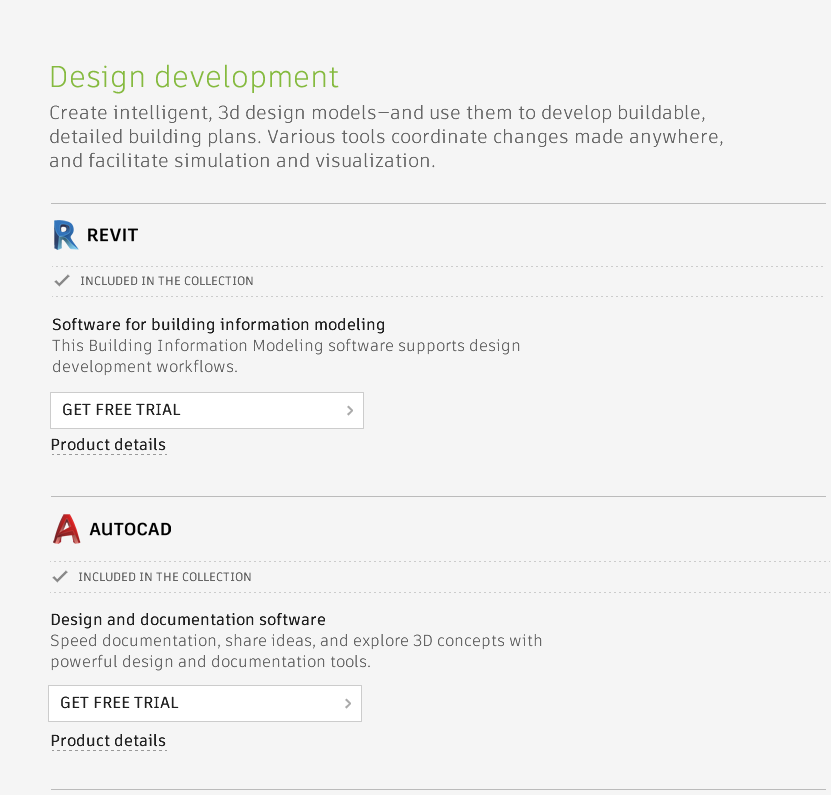 Design development
Create intelligent, 3d design models—and use them to develop buildable,
detailed building plans. Various tools coordinate changes made anywhere,
and facilitate simulation and visualization.
REVIT
INCLUDED IN THE COLLECTION
Software for building information modeling
This Building Information Modeling software supports design
development workflows.
GET FREE TRIAL
Product details
AUTOCAD
INCLUDED IN THE COLLECTION
Design and documentation software
Speed documentation, share ideas, and explore 3D concepts with
powerful design and documentation tools.
GET FREE TRIAL
Product details